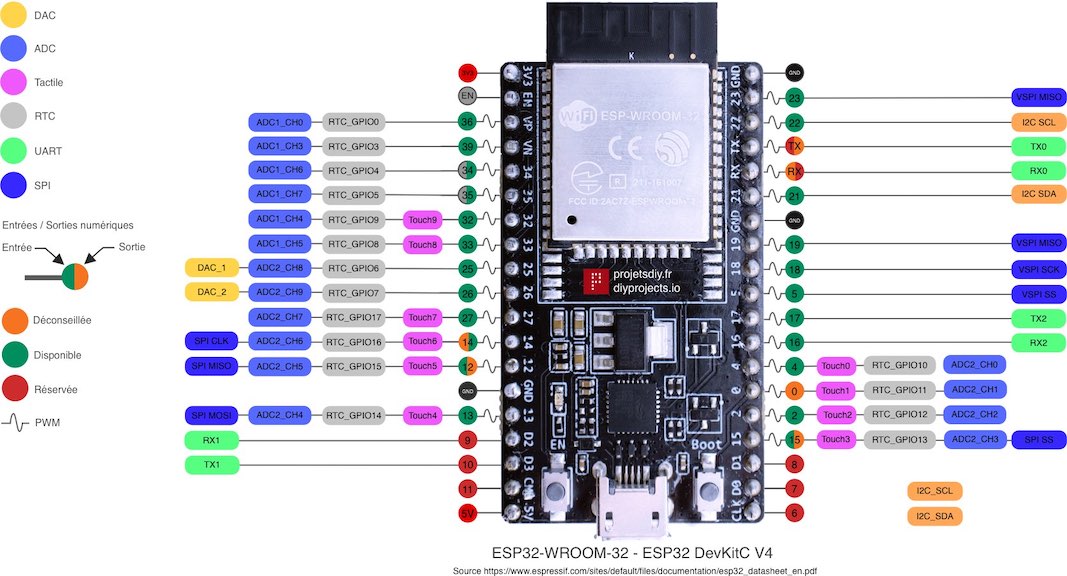 DAC
ADC
Tactile
RTC
UART
SPI
Entrées / Sorties numériques
Entrée
Sortie
Déconseillée
Disponible
Réservée
PWM
3V3
EN
ADC1_CH0 RTC_GPIO0 36
ADC1_CH3 RTC_GPIO3 39
ADC1_CH6 RTC_GPIO4 34
ADC1_CH7 RTC_GPIO5 35
ADC1_CH4 RTC_GPIO9 Touch9 32
ADC1_CH5 RTC_GPIO8 Touch8 33
DAC_1 ADC2_CH8 RTC_GPIO6 25
DAC_2 ADC2_CH9 RTC_GPIO7 26
ADC2_CH7 RTC_GPIO17 Touch7 27
SPI CLK ADC2_CH6 RTC_GPIO16 Touch6 14
SPI MISO ADC2_CH5 RTC_GPIO15 Touch5 12
GND
SPI MOSI ADC2_CH4 RTC_GPIO14 Touch4 13
RX1 9
TX1 10
11
5V
3V3
EN
VP
VN
34
35
32
33
25
26
27
14
12
GND
13
D2
D3
CMD
5V
K
WiFi ESP-WROOM-32
CE FC
R 211-161007
FCC ID:2AC7Z-ESPWROOM32
projetsdiy.fr
diyprojects.io
EN
Boot
GND
23
22
TX
RX
21
GND
19
18
5
17
16
4
0
2
15
D1
D0
CLK
GND
23 VSPI MISO
22 I2C SCL
TX TX0
RX RX0
21 I2C SDA
GND
19 VSPI MISO
18 VSPI SCK
5 VSPI SS
17 TX2
16 RX2
4 Touch0 RTC_GPIO10 ADC2_CH0
0 Touch1 RTC_GPIO11 ADC2_CH1
2 Touch2 RTC_GPIO12 ADC2_CH2
15 Touch3 RTC_GPIO13 ADC2_CH3 SPI SS
8
7
6
I2C_SCL
I2C_SDA
ESP32-WROOM-32 - ESP32 DevKitC V4
Source https://www.espressif.com/sites/default/files/documentation/esp32_datasheet_en.pdf